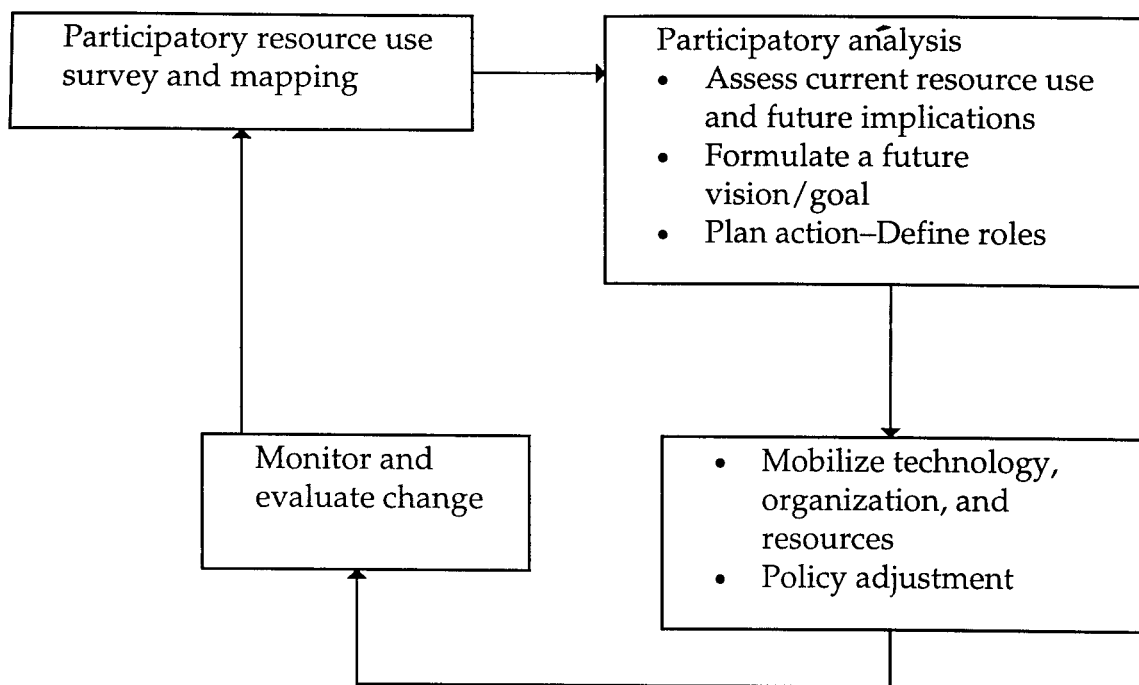 Participatory resource use
survey and mapping
Participatory analysis
• Assess current resource use
and future implications
• Formulate a future
vision/goal
• Plan action–Define roles
Monitor and
evaluate change
• Mobilize technology,
organization, and
resources
• Policy adjustment